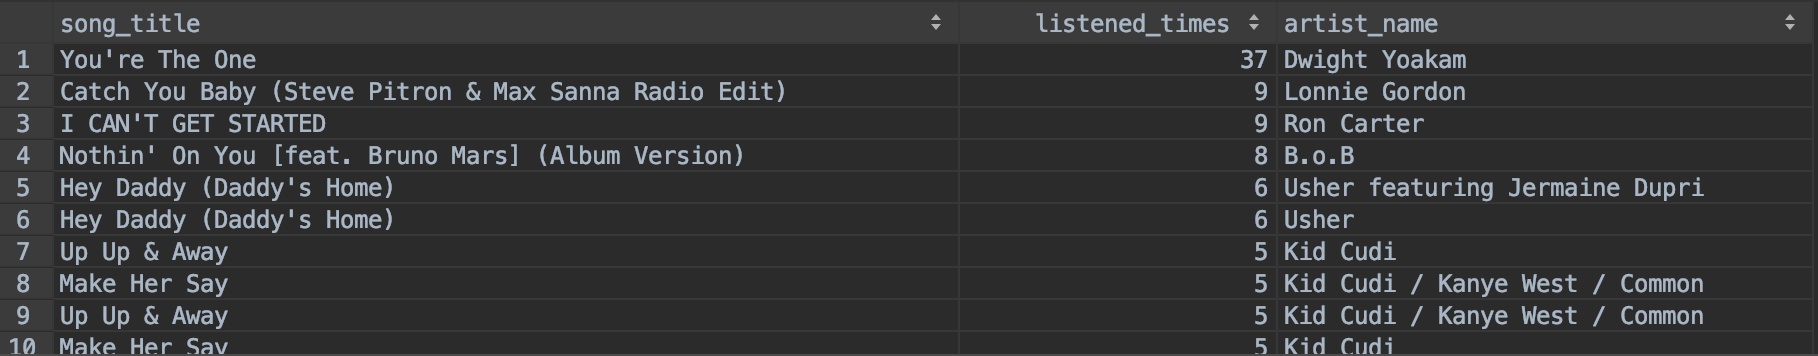 song_title listened_times artist_name
1 You're The One 37 Dwight Yoakam
2 Catch You Baby (Steve Pitron & Max Sanna Radio Edit) 9 Lonnie Gordon
3 I CAN'T GET STARTED 9 Ron Carter
4 Nothin' On You [feat. Bruno Mars] (Album Version) 8 B.o.B
5 Hey Daddy (Daddy's Home) 6 Usher featuring Jermaine Dupri
6 Hey Daddy (Daddy's Home) 6 Usher
7 Up Up & Away 5 Kid Cudi
8 Make Her Say 5 Kid Cudi / Kanye West / Common
9 Up Up & Away 5 Kid Cudi / Kanye West / Common
10 Make Her Say 5 Kid Cudi